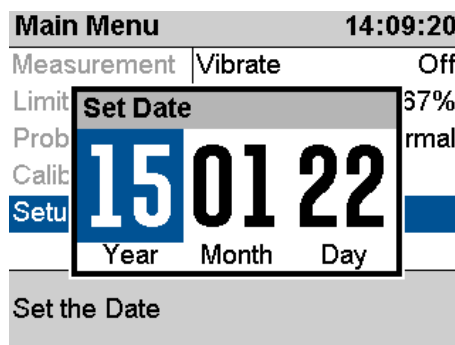 Main Menu 14:09:20
Measurement Vibrate Off
Limit 67%
Set Date
Prob rmal
Calib
Setu
15 01 22
Year Month Day
Set the Date